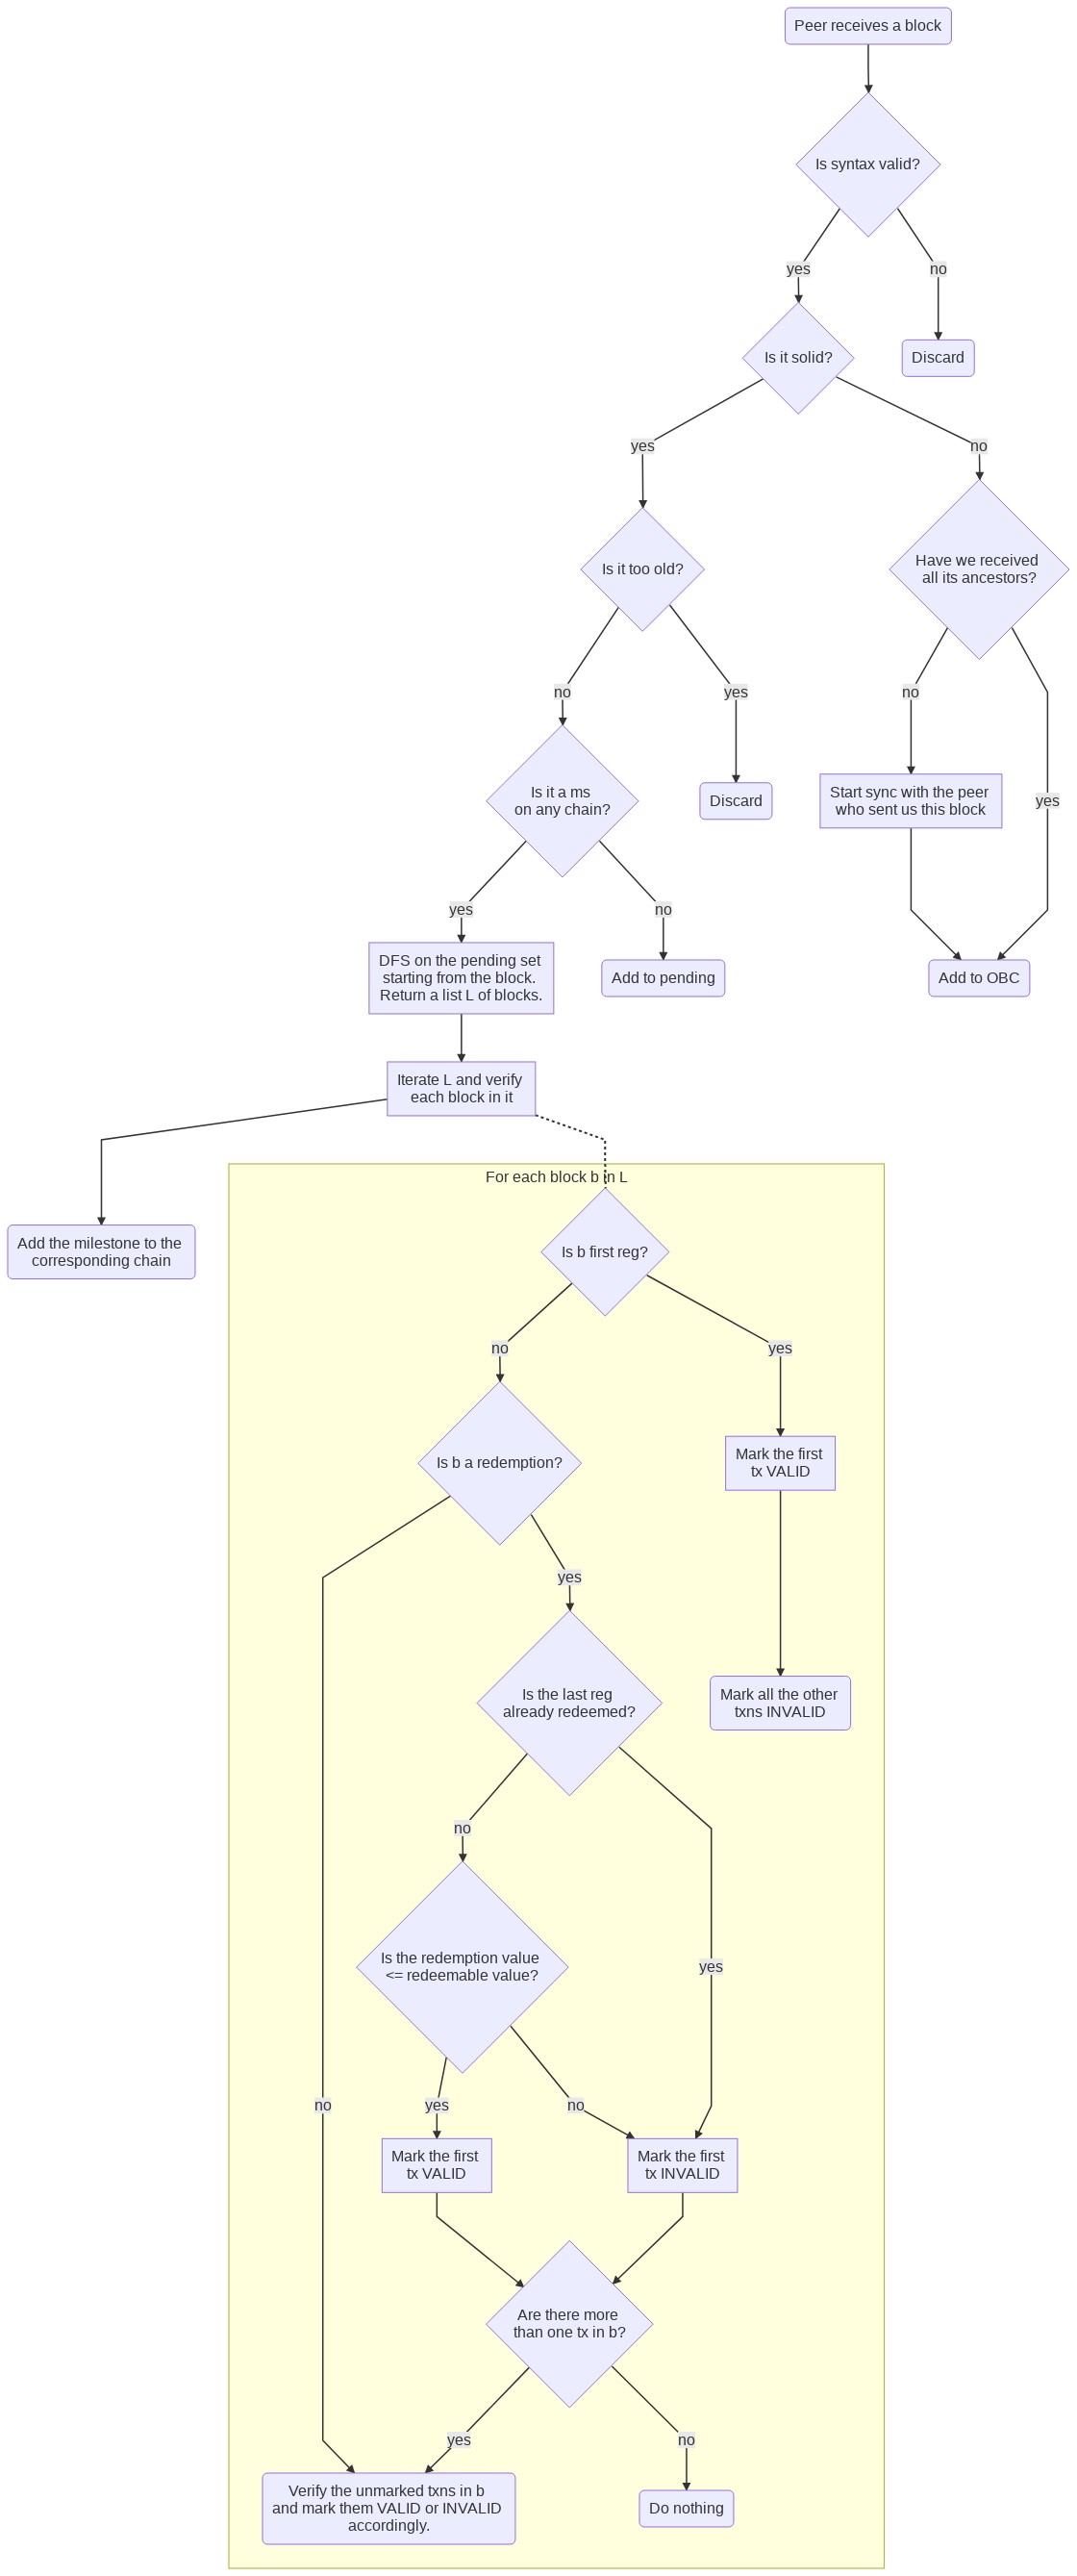 Peer receives a block
Is syntax valid?
yes
no
Is it solid?
Discard
yes
no
Is it too old?
Have we received
all its ancestors?
no
yes
no
Is it a ms
on any chain?
Discard
Start sync with the peer
who sent us this block
yes
yes
no
DFS on the pending set
starting from the block.
Return a list L of blocks.
Add to pending
Add to OBC
Iterate L and verify
each block in it
For each block b in L
Add the milestone to the
corresponding chain
Is b first reg?
no
yes
Is b a redemption?
Mark the first
tx VALID
yes
Is the last reg
already redeemed?
Mark all the other
txns INVALID
no
Is the redemption value
<= redeemable value?
yes
no
yes
no
Mark the first
tx VALID
Mark the first
tx INVALID
Are there more
than one tx in b?
yes
no
Verify the unmarked txns in b
and mark them VALID or INVALID
accordingly.
Do nothing